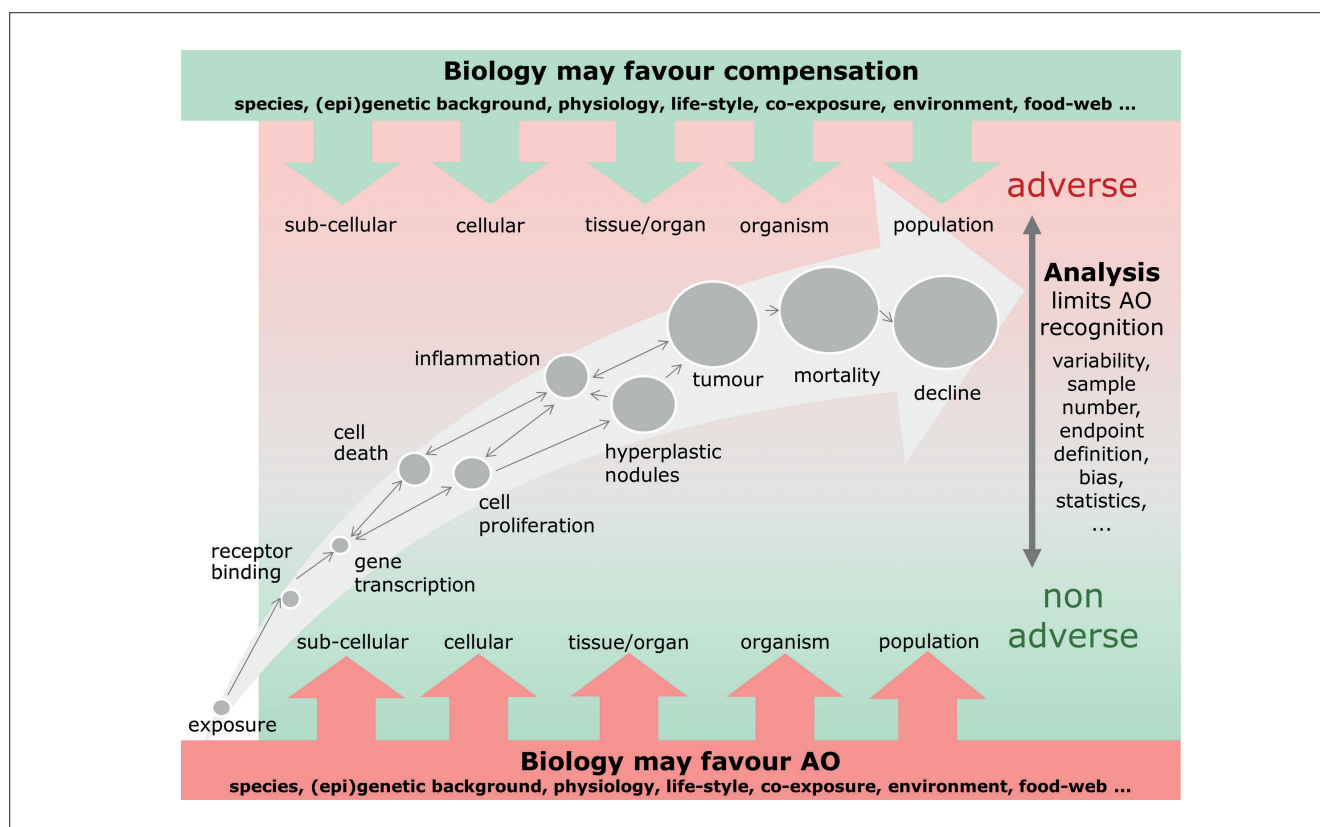 Biology may favour compensation
species, (epi)genetic background, physiology, life-style, co-exposure, environment, food-web ...
adverse
sub-cellular
cellular
tissue/organ
organism
population
Analysis
limits AO
recognition
variability,
sample
number,
endpoint
definition,
bias,
statistics,
...
inflammation
tumour
mortality
decline
cell
death
hyperplastic
nodules
cell
proliferation
receptor
binding
gene
transcription
non
adverse
sub-cellular
cellular
tissue/organ
organism
population
exposure
Biology may favour AO
species, (epi)genetic background, physiology, life-style, co-exposure, environment, food-web ...